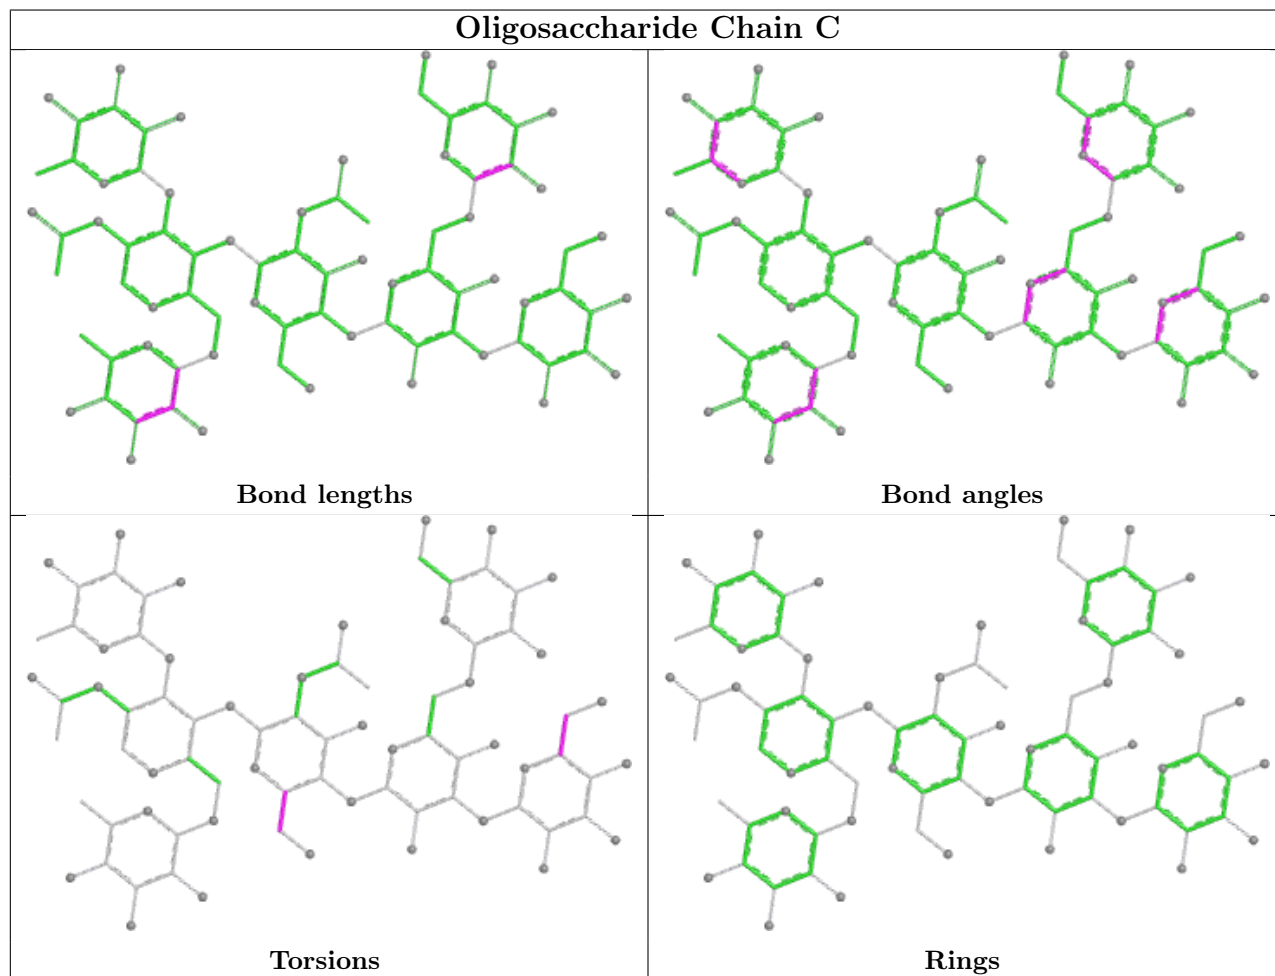 Oligosaccharide Chain C
Bond lengths
Bond angles
Torsions
Rings